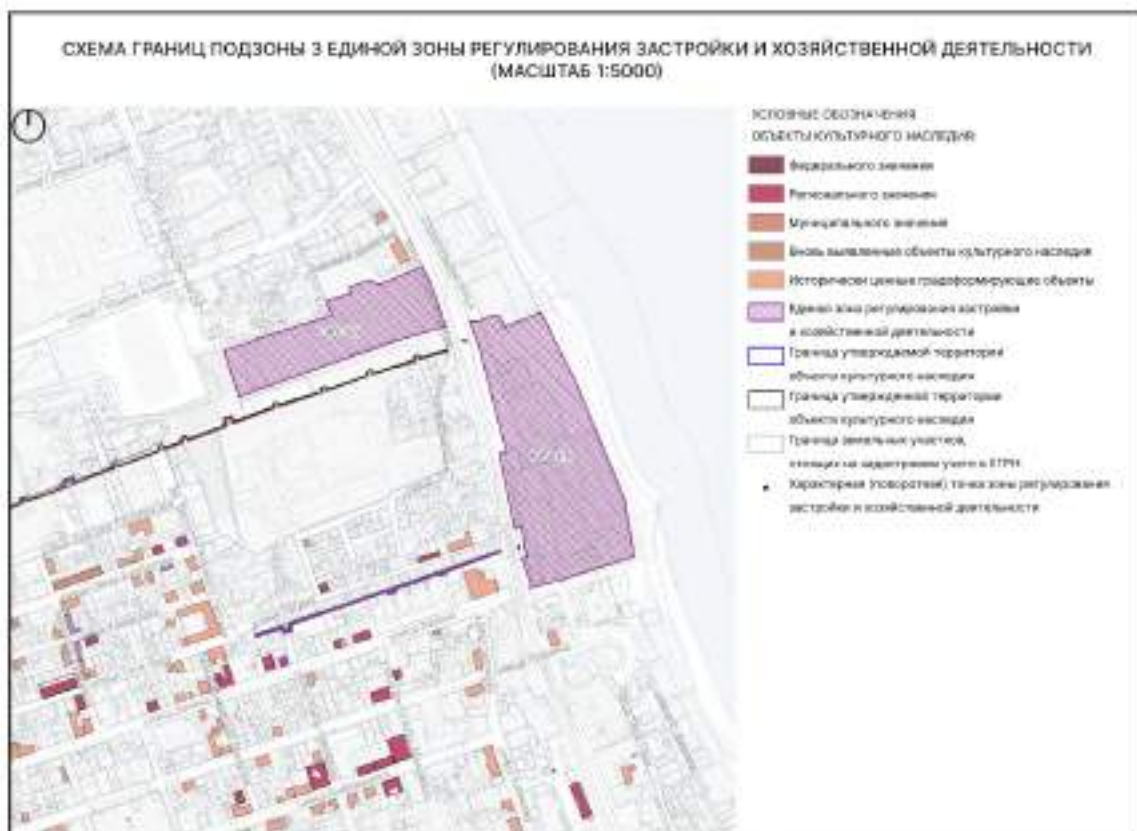 СХЕМА ГРАНИЦ ПОДЗОНЫ 3 ЕДИНОЙ ЗОНЫ РЕГУЛИРОВАНИЯ ЗАСТРОЙКИ И ХОЗЯЙСТВЕННОЙ ДЕЯТЕЛЬНОСТИ
(МАСШТАБ 1:5000)
УСЛОВНЫЕ ОБОЗНАЧЕНИЯ
ОБЪЕКТЫ КУЛЬТУРНОГО НАСЛЕДИЯ
Федерального значения
Регионального значения
Муниципального значения
Вновь выявленные объекты культурного наследия
Исторически ценные градоформирующие объекты
Единая зона регулирования застройки
и хозяйственной деятельности
Граница утверждаемой территории
объекта культурного наследия
Граница утвержденной территории
объекта культурного наследия
Граница земельных участков,
стоящих на кадастровом учете в ЕГРН
Характерная (поворотная) точка зоны регулирования
застройки и хозяйственной деятельности